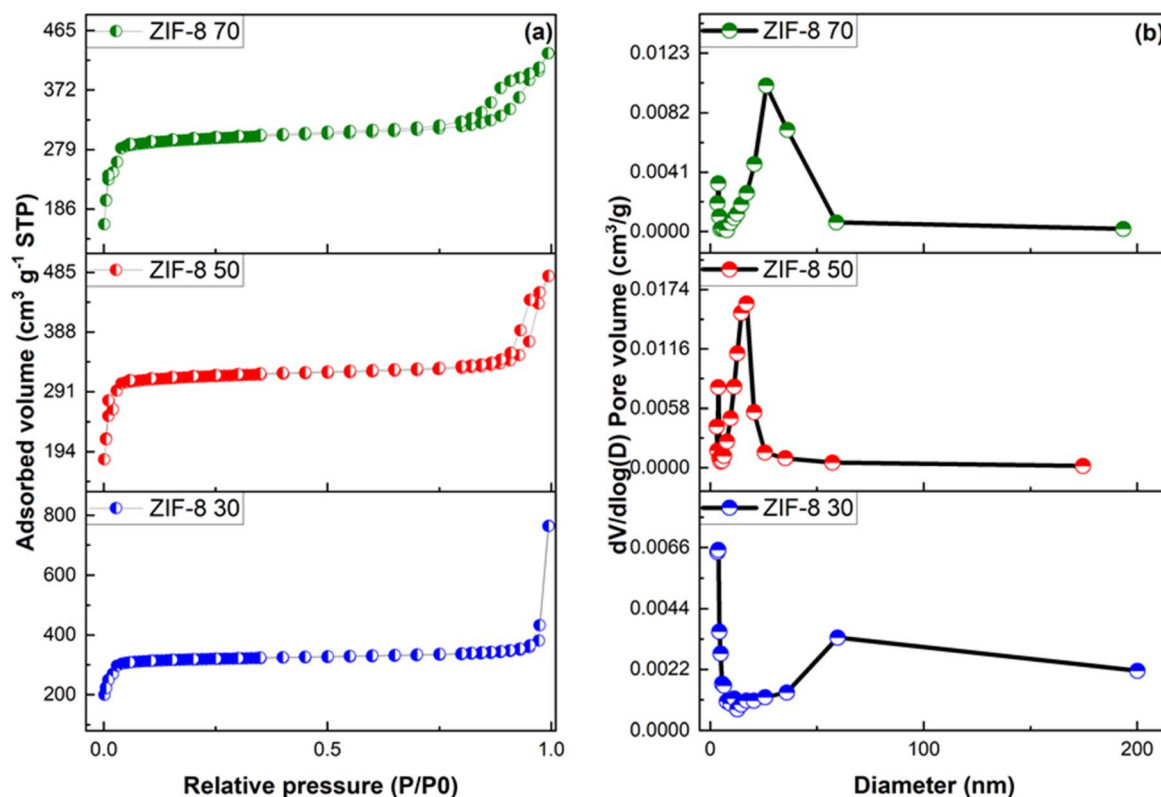 (a)
ZIF-8 70
465
372
279
186
ZIF-8 50
485
388
291
194
ZIF-8 30
800
600
400
200
0.0
0.5
1.0
Adsorbed volume (cm³ g⁻¹ STP)
Relative pressure (P/P0)
(b)
ZIF-8 70
0.0123
0.0082
0.0041
0.0000
ZIF-8 50
0.0174
0.0116
0.0058
0.0000
ZIF-8 30
0.0066
0.0044
0.0022
0.0000
0
50
100
150
200
dV/dlog(D) Pore volume (cm³/g)
Diameter (nm)